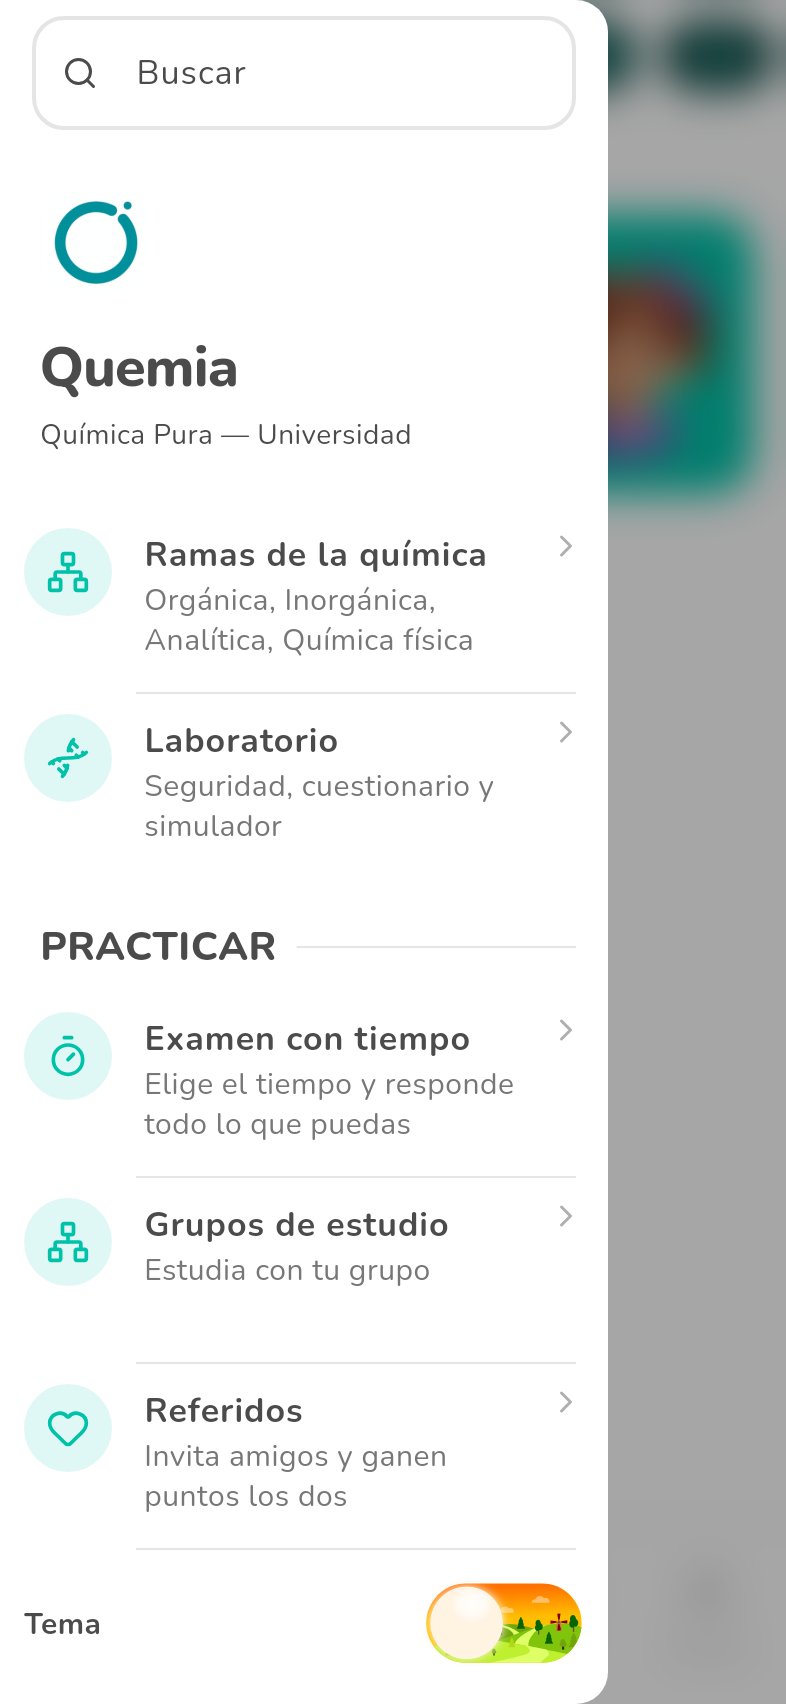 Buscar
Quemia
Química Pura — Universidad
Ramas de la química
Orgánica, Inorgánica,
Analítica, Química física
Laboratorio
Seguridad, cuestionario y
simulador
PRACTICAR
Examen con tiempo
Elige el tiempo y responde
todo lo que puedas
Grupos de estudio
Estudia con tu grupo
Referidos
Invita amigos y ganen
puntos los dos
Tema